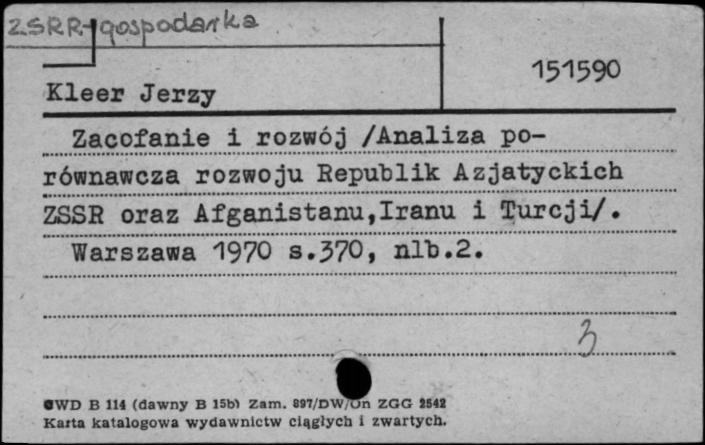 ZSRR-gospodarka
151590
Kleer Jerzy
Zacofanie i rozwój /Analiza po-
równawcza rozwoju Republik Azjatyckich
ZSSR oraz Afganistanu,Iranu i Turcji/.
Warszawa 1970 s.370, nlb.2.
3
CWD B 114 (dawny B 15b) Zam. 897/DW/On ZGG 2542
Karta katalogowa wydawnictw ciągłych i zwartych.